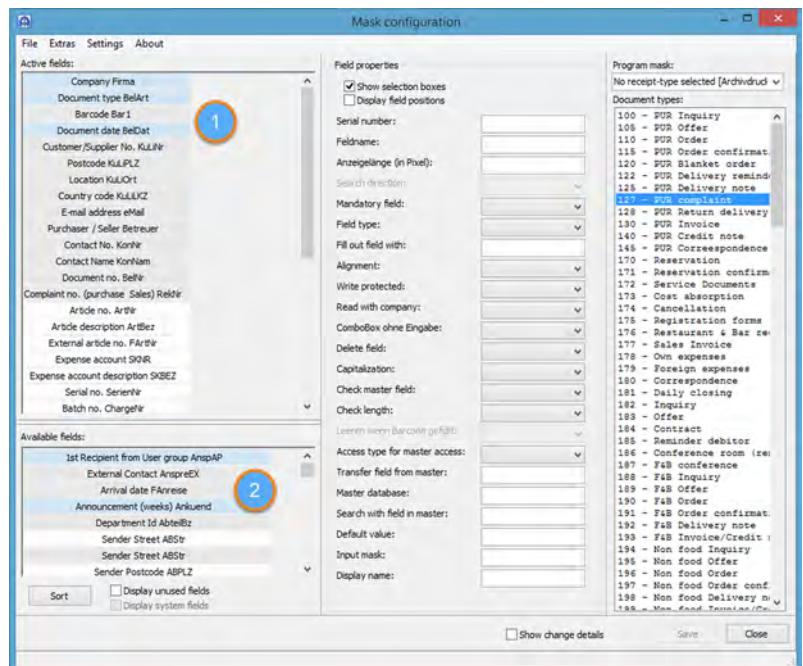 Mask configuration
File Extras Settings About
Active fields:
Company Firma
Document type BelArt
Barcode Bar1
Document date BelDat
Customer/Supplier No. KuLiNr
Postcode KuLiPLZ
Location KuLiOrt
Country code KuLiLKZ
E-mail address eMail
Purchaser / Seller Betreuer
Contact No. KonNr
Contact Name KonNam
Document no. BelNr
Complaint no. (purchase Sales) RekNr
Article no. ArtNr
Article description ArtBez
External article no. FArtNr
Expense account SKNR
Expense account description SKBEZ
Serial no. SerienNr
Batch no. ChargeNr
1
Available fields:
1st Recipient from User group AnspAP
External Contact AnspreEX
Arrival date FAnreise
Announcement (weeks) Ankuend
Department Id AbteilBz
Sender Street ABStr
Sender Street ABStr
Sender Postcode ABPLZ
2
Sort
Display unused fields
Display system fields
Field properties
Show selection boxes
Display field positions
Serial number:
Feldname:
Anzeigelänge (in Pixel):
Search direction:
Mandatory field:
Field type:
Fill out field with:
Alignment:
Write protected:
Read with company:
ComboBox ohne Eingabe:
Delete field:
Capitalization:
Check master field:
Check length:
Leeren wenn Barcode gefüllt:
Access type for master access:
Transfer field from master:
Master database:
Search with field in master:
Default value:
Input mask:
Display name:
Program mask:
No receipt-type selected [Archivdruck
Document types:
100 - PUR Inquiry
105 - PUR Offer
110 - PUR Order
115 - PUR Order confirmat.
120 - PUR Blanket order
122 - PUR Delivery remind
125 - PUR Delivery note
127 - PUR complaint
128 - PUR Return delivery
130 - PUR Invoice
140 - PUR Credit note
145 - PUR Correespondence
170 - Reservation
171 - Reservation confirm
172 - Service Documents
173 - Cost absorption
174 - Cancellation
175 - Registration forms
176 - Restaurant & Bar re
177 - Sales Invoice
178 - Own expenses
179 - Foreign expenses
180 - Correspondence
181 - Daily closing
182 - Inquiry
183 - Offer
184 - Contract
185 - Reminder debitor
186 - Conference room (re
187 - F&B conference
188 - F&B Inquiry
189 - F&B Offer
190 - F&B Order
191 - F&B Order confirmat.
192 - F&B Delivery note
193 - F&B Invoice/Credit
194 - Non food Inquiry
195 - Non food Offer
196 - Non food Order
197 - Non food Order conf.
198 - Non food Delivery n
199 - Non food Invoice/Cr
Show change details
Save
Close